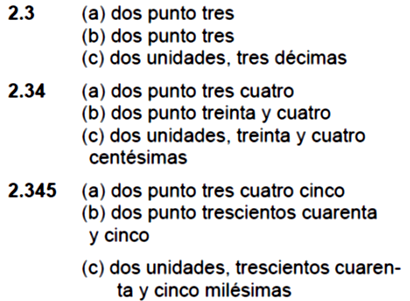 2.3 (a) dos punto tres
(b) dos punto tres
(c) dos unidades, tres décimas
2.34 (a) dos punto tres cuatro
(b) dos punto treinta y cuatro
(c) dos unidades, treinta y cuatro
centésimas
2.345 (a) dos punto tres cuatro cinco
(b) dos punto trescientos cuarenta
y cinco
(c) dos unidades, trescientos cuaren-
ta y cinco milésimas